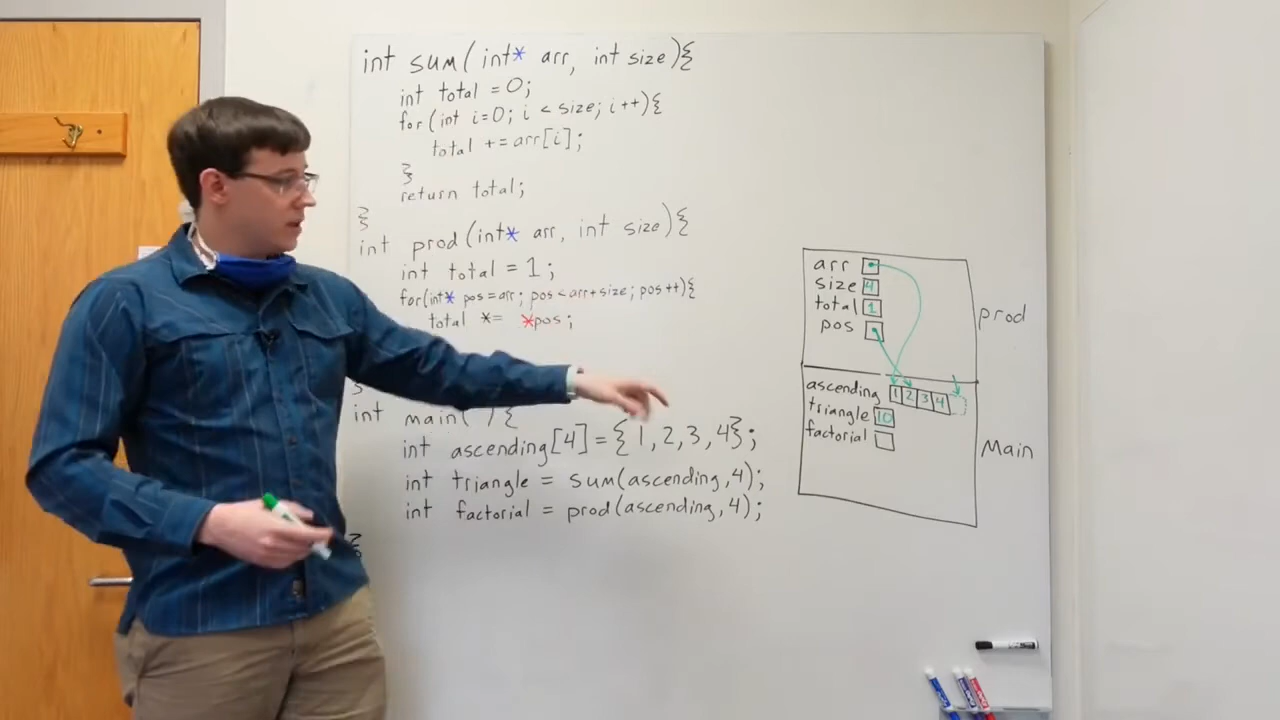 int sum(int* arr, int size){
int total = 0;
for(int i=0; i < size; i++){
total += arr[i];
}
return total;
}
int prod(int* arr, int size){
int total = 1;
for(int* pos=arr; pos<arr+size; pos++){
total *= *pos;
}
int main( ){
int ascending[4] = {1,2,3,4};
int triangle = sum(ascending,4);
int factorial = prod(ascending,4);
}
arr
size 4
total 1
pos
prod
ascending 1 2 3 4
triangle 10
factorial
Main